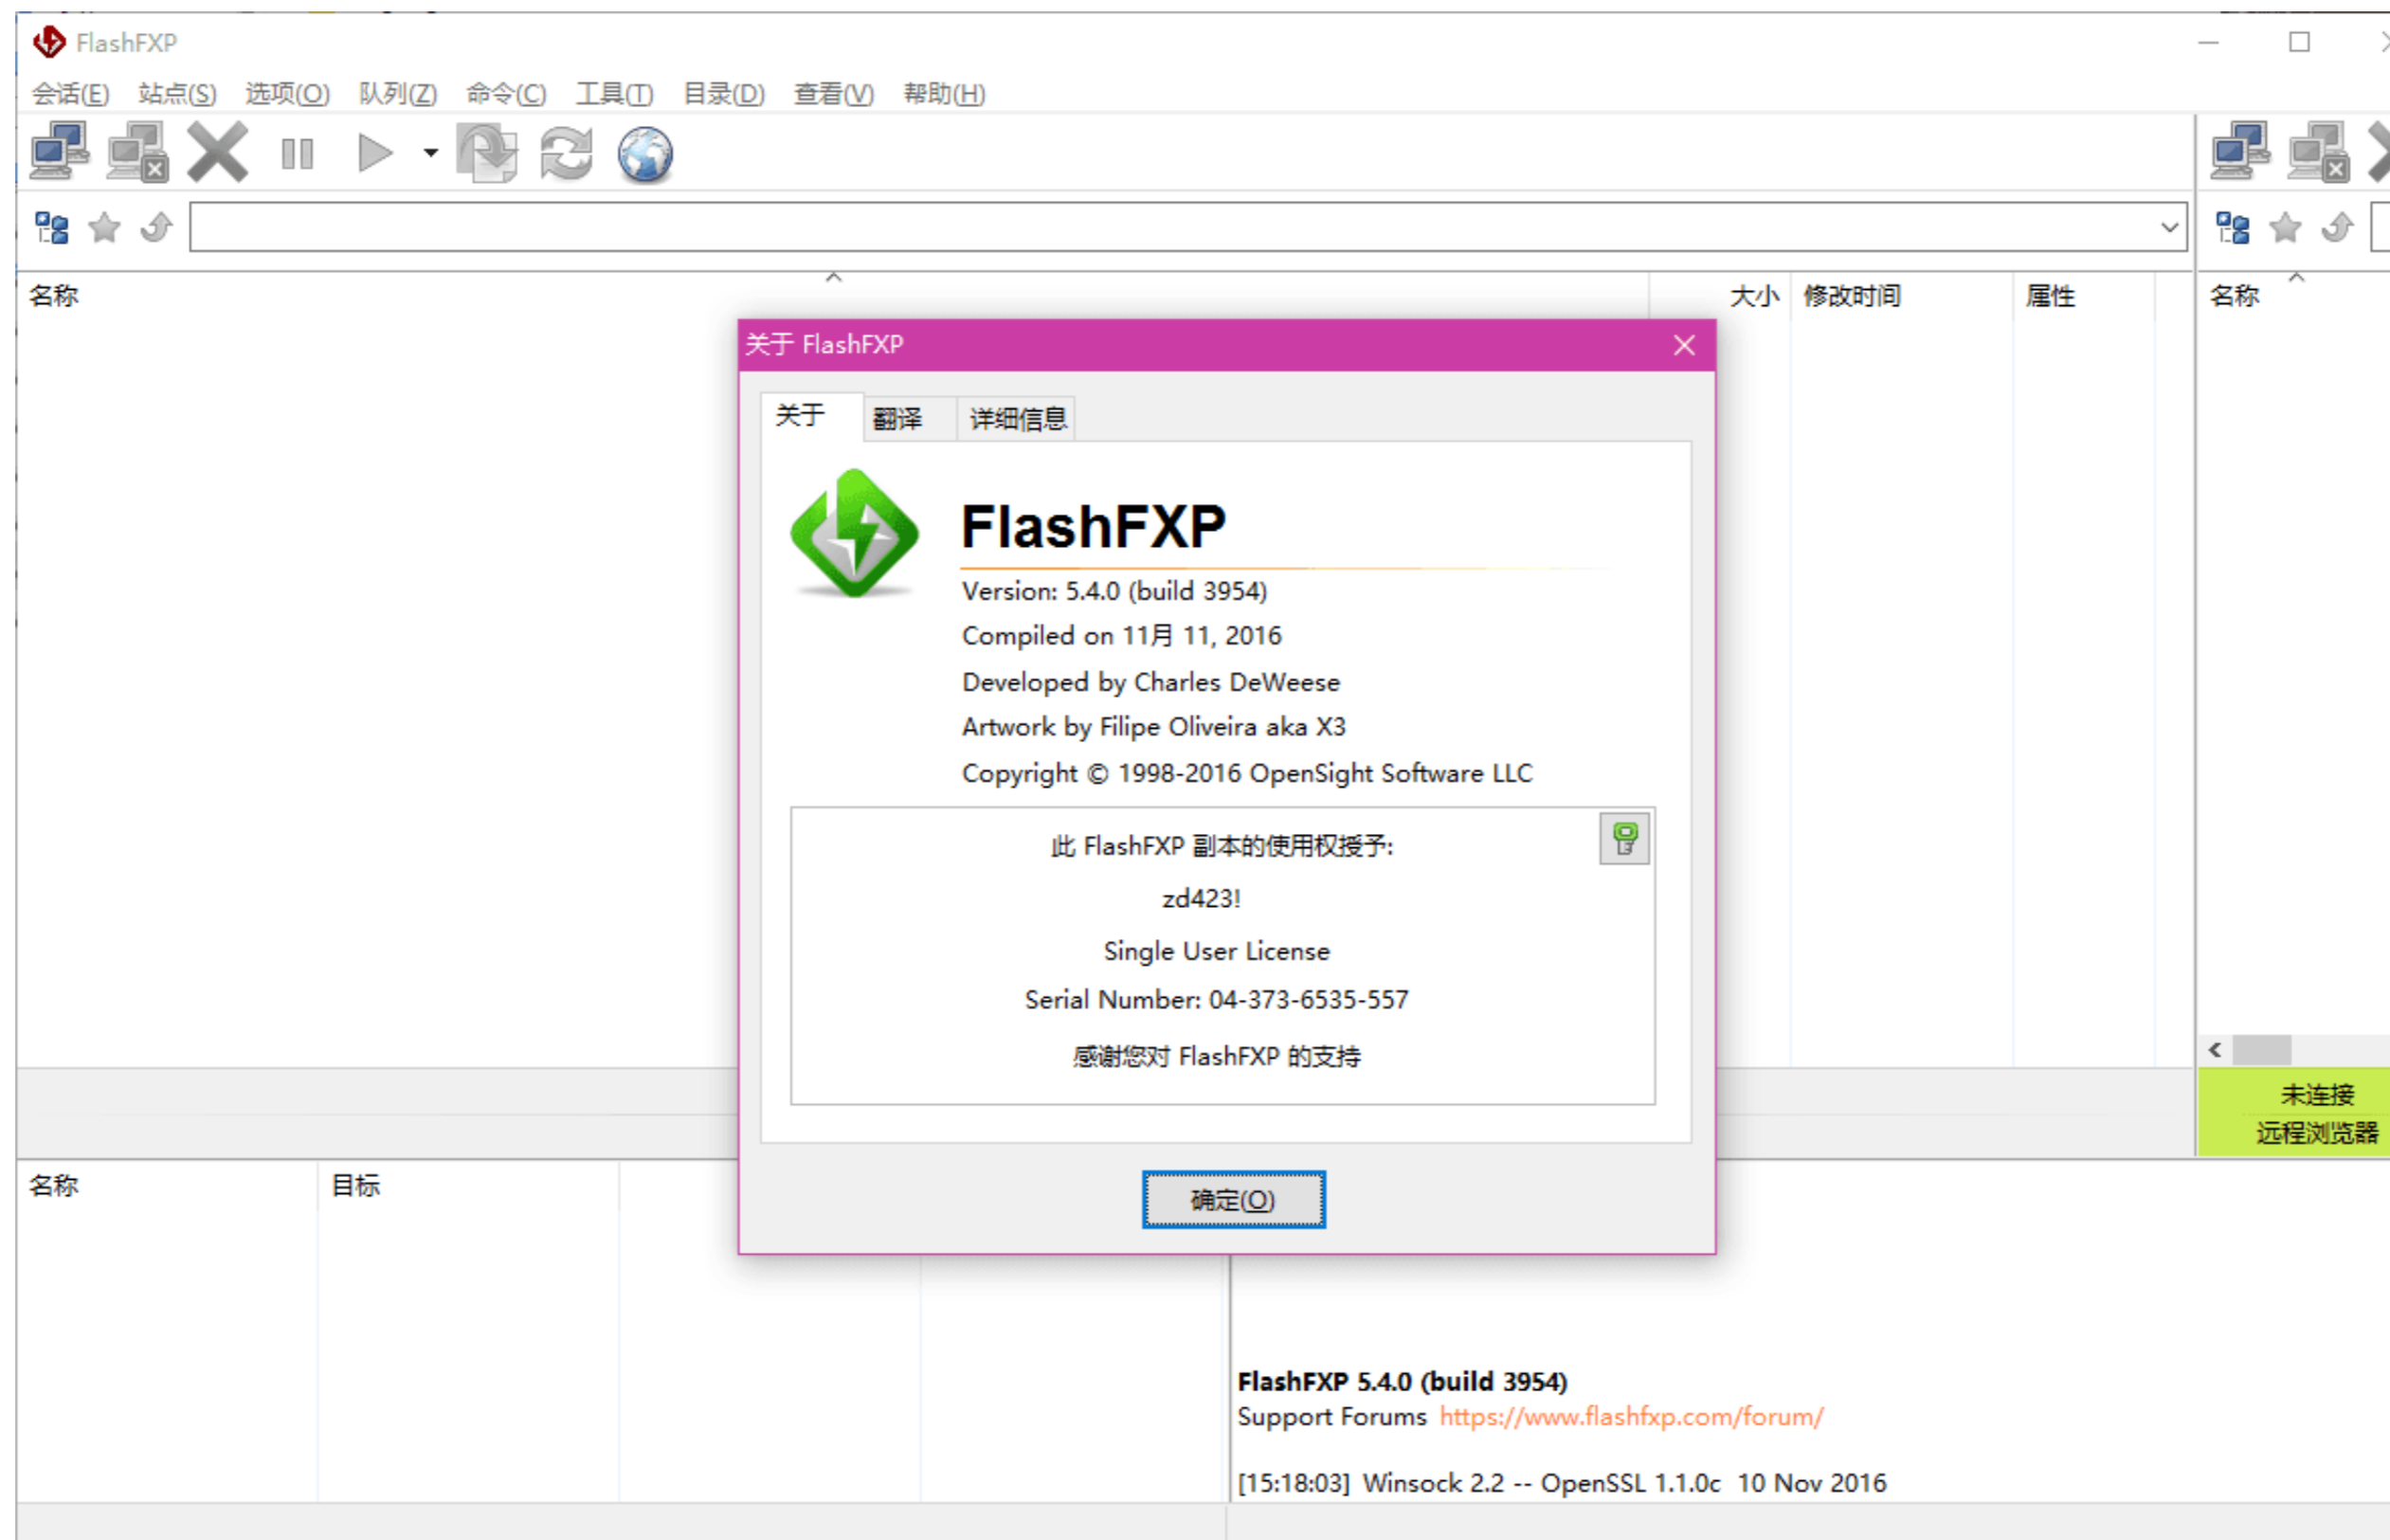 FlashFXP
会话(E) 站点(S) 选项(O) 队列(Z) 命令(C) 工具(T) 目录(D) 查看(V) 帮助(H)
名称 大小 修改时间 属性 名称
关于 FlashFXP
关于 翻译 详细信息
FlashFXP
Version: 5.4.0 (build 3954)
Compiled on 11月 11, 2016
Developed by Charles DeWeese
Artwork by Filipe Oliveira aka X3
Copyright © 1998-2016 OpenSight Software LLC
此 FlashFXP 副本的使用权授予:
zd423!
Single User License
Serial Number: 04-373-6535-557
感谢您对 FlashFXP 的支持
确定(O)
未连接
远程浏览器
名称 目标
FlashFXP 5.4.0 (build 3954)
Support Forums https://www.flashfxp.com/forum/
[15:18:03] Winsock 2.2 -- OpenSSL 1.1.0c 10 Nov 2016